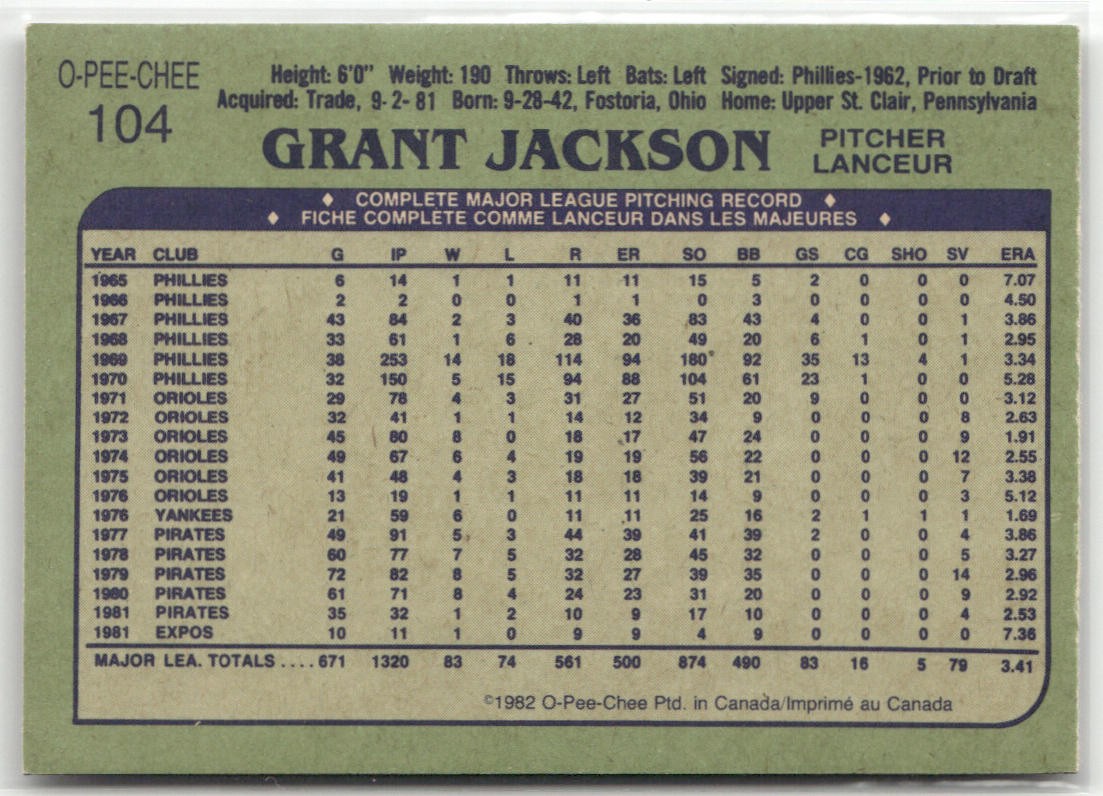 O-PEE-CHEE
104
Height: 6'0" Weight: 190 Throws: Left Bats: Left Signed: Phillies-1962, Prior to Draft
Acquired: Trade, 9-2-81 Born: 9-28-42, Fostoria, Ohio Home: Upper St. Clair, Pennsylvania
GRANT JACKSON
PITCHER
LANCEUR
♦ COMPLETE MAJOR LEAGUE PITCHING RECORD ♦
♦ FICHE COMPLÈTE COMME LANCEUR DANS LES MAJEURES ♦
YEAR CLUB G IP W L R ER SO BB GS CG SHO SV ERA
1965 PHILLIES 6 14 1 1 11 11 15 5 2 0 0 0 7.07
1966 PHILLIES 2 2 0 0 1 1 0 3 0 0 0 0 4.50
1967 PHILLIES 43 84 2 3 40 36 83 43 4 0 0 1 3.86
1968 PHILLIES 33 61 1 6 28 20 49 20 6 1 0 1 2.95
1969 PHILLIES 38 253 14 18 114 94 180 92 35 13 4 1 3.34
1970 PHILLIES 32 150 5 15 94 88 104 61 23 1 0 0 5.28
1971 ORIOLES 29 78 4 3 31 27 51 20 9 0 0 0 3.12
1972 ORIOLES 32 41 1 1 14 12 34 9 0 0 0 8 2.63
1973 ORIOLES 45 80 8 0 18 17 47 24 0 0 0 9 1.91
1974 ORIOLES 49 67 6 4 19 19 56 22 0 0 0 12 2.55
1975 ORIOLES 41 48 4 3 18 18 39 21 0 0 0 7 3.38
1976 ORIOLES 13 19 1 1 11 11 14 9 0 0 0 3 5.12
1976 YANKEES 21 59 6 0 11 11 25 16 2 1 1 1 1.69
1977 PIRATES 49 91 5 3 44 39 41 39 2 0 0 4 3.86
1978 PIRATES 60 77 7 5 32 28 45 32 0 0 0 5 3.27
1979 PIRATES 72 82 8 5 32 27 39 35 0 0 0 14 2.96
1980 PIRATES 61 71 8 4 24 23 31 20 0 0 0 9 2.92
1981 PIRATES 35 32 1 2 10 9 17 10 0 0 0 4 2.53
1981 EXPOS 10 11 1 0 9 9 4 9 0 0 0 0 7.36
MAJOR LEA. TOTALS .... 671 1320 83 74 561 500 874 490 83 16 5 79 3.41
©1982 O-Pee-Chee Ptd. in Canada/Imprimé au Canada